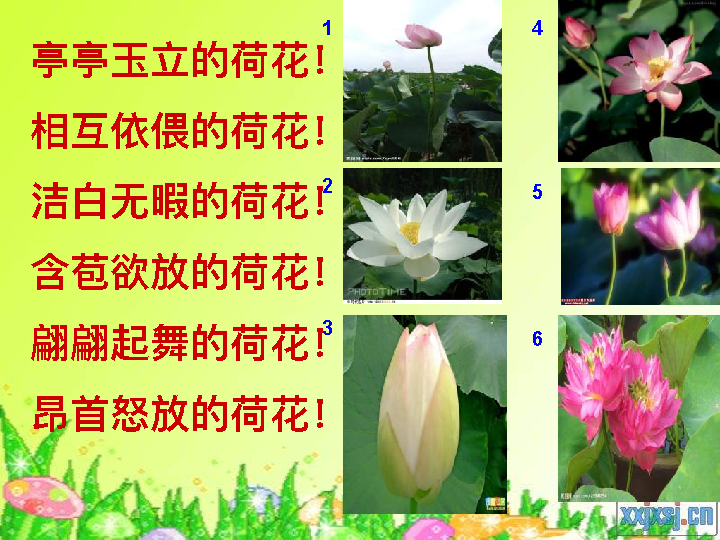 亭亭玉立的荷花！
相互依偎的荷花！
洁白无暇的荷花！
含苞欲放的荷花！
翩翩起舞的荷花！
昂首怒放的荷花！
1
2
3
4
5
6
PHOTOTIME
xxjxsj.cn